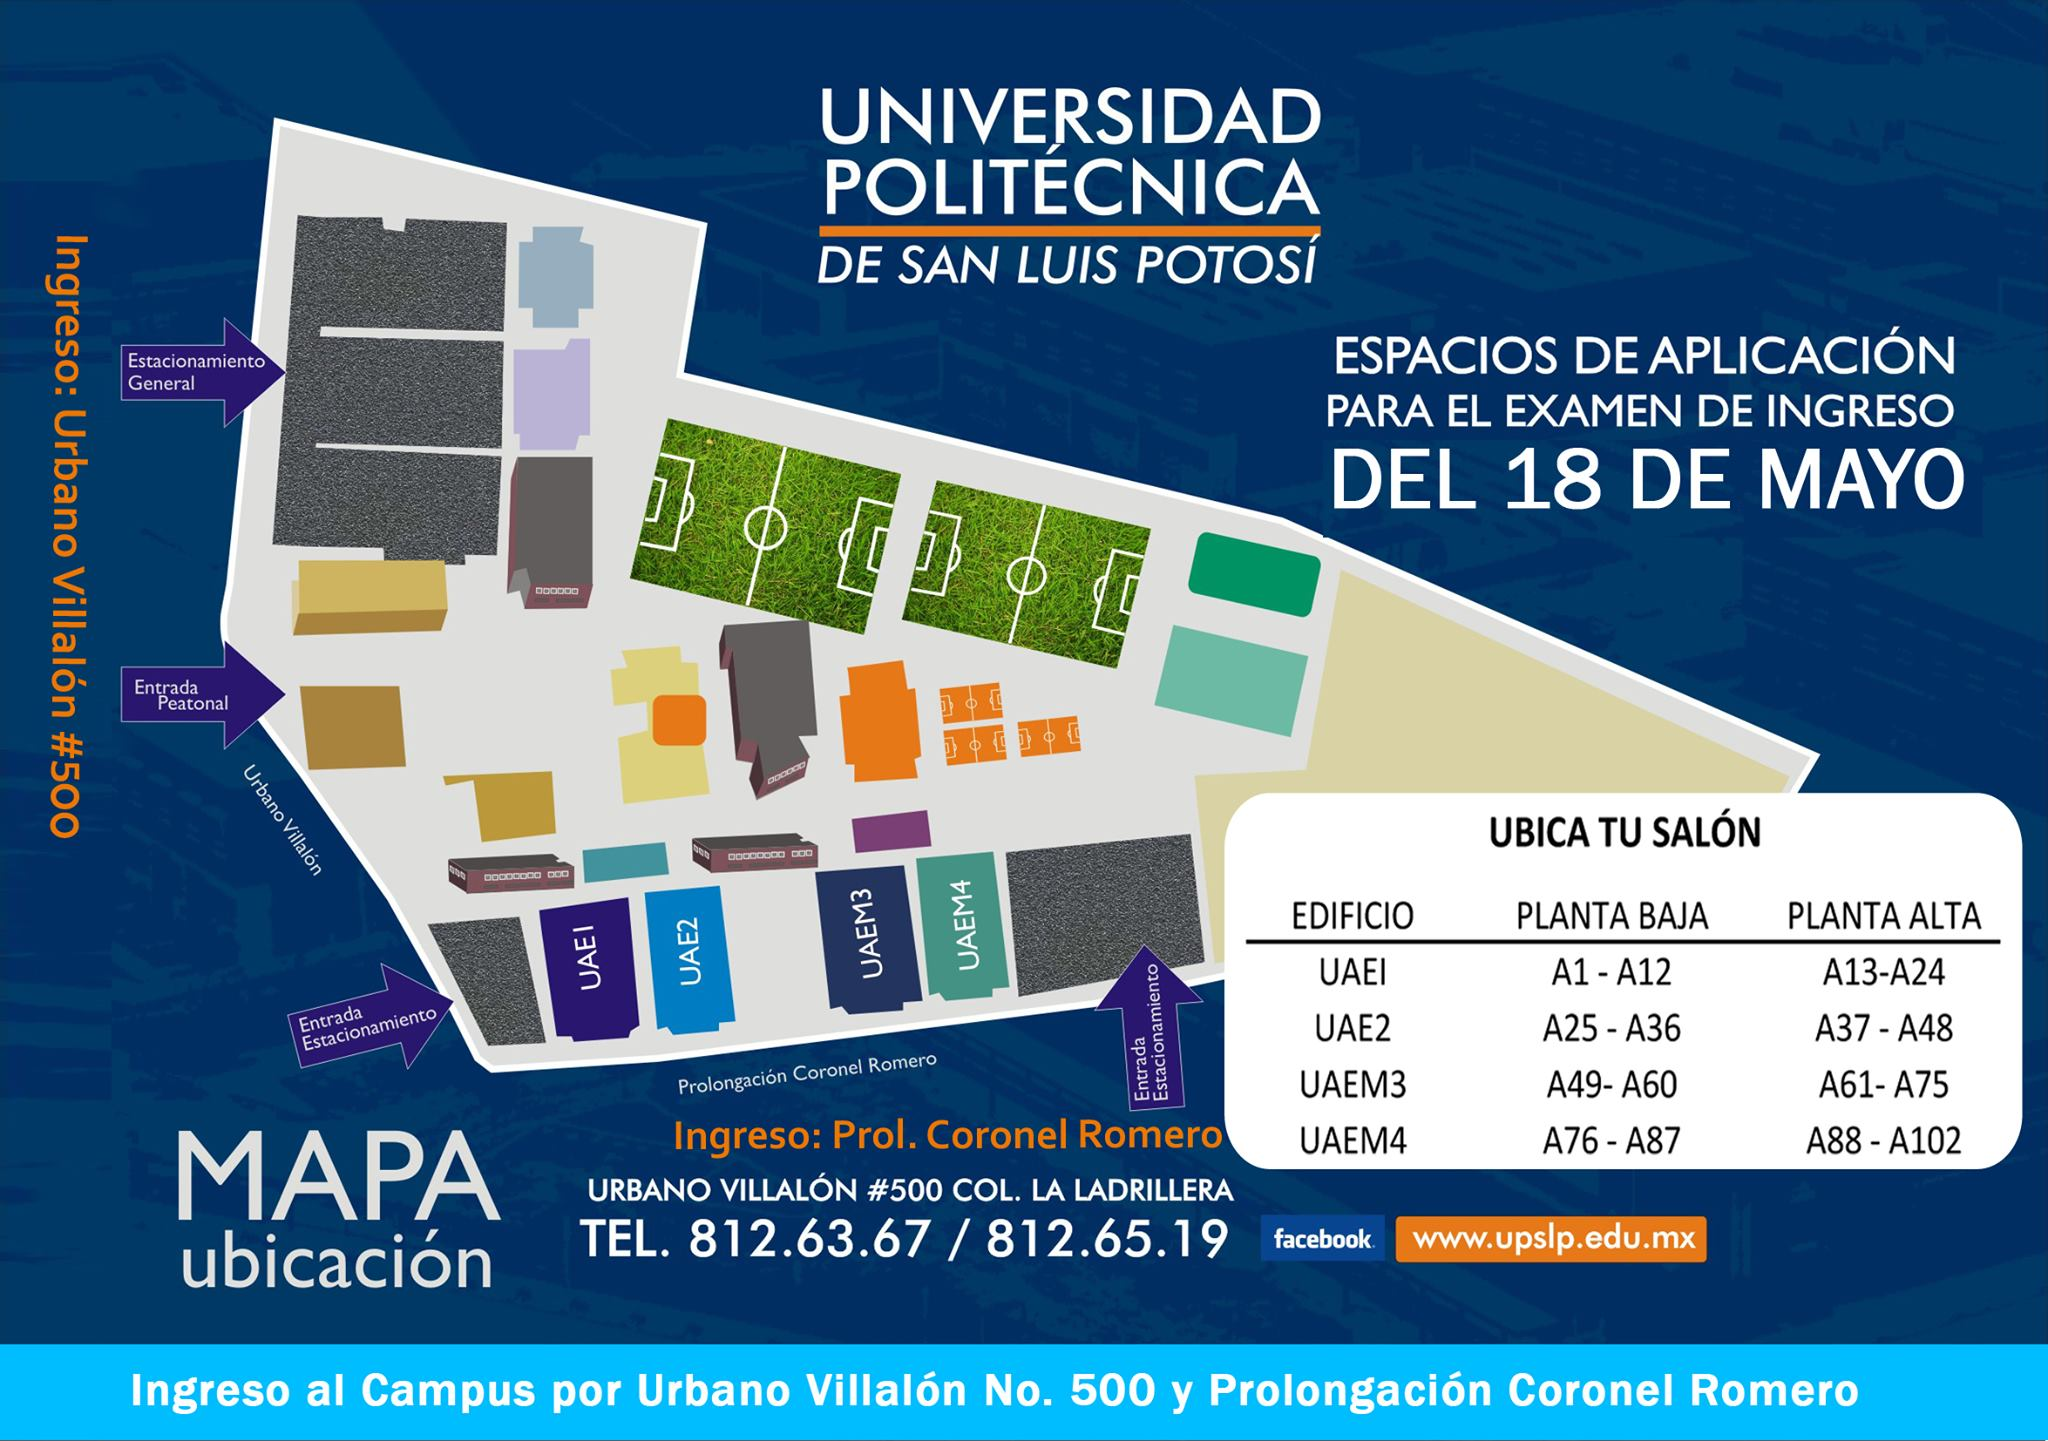 UNIVERSIDAD
POLITÉCNICA
DE SAN LUIS POTOSÍ
ESPACIOS DE APLICACIÓN
PARA EL EXAMEN DE INGRESO
DEL 18 DE MAYO
Ingreso: Urbano Villalón #500
Estacionamiento
General
Entrada
Peatonal
Urbano Villalón
Entrada
Estacionamiento
UAE1
UAE2
UAEM3
UAEM4
Entrada
Estacionamiento
Prolongación Coronel Romero
UBICA TU SALÓN
EDIFICIO PLANTA BAJA PLANTA ALTA
UAEI A1 - A12 A13-A24
UAE2 A25 - A36 A37 - A48
UAEM3 A49- A60 A61- A75
UAEM4 A76 - A87 A88 - A102
MAPA
ubicación
Ingreso: Prol. Coronel Romero
URBANO VILLALÓN #500 COL. LA LADRILLERA
TEL. 812.63.67 / 812.65.19
facebook
www.upslp.edu.mx
Ingreso al Campus por Urbano Villalón No. 500 y Prolongación Coronel Romero